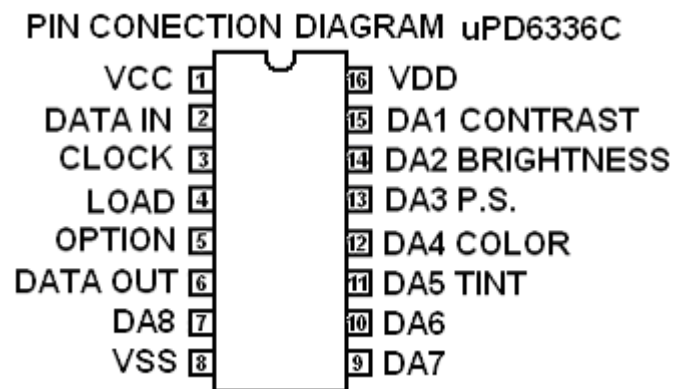 PIN CONECTION DIAGRAM uPD6336C
VCC 1 16 VDD
DATA IN 2 15 DA1 CONTRAST
CLOCK 3 14 DA2 BRIGHTNESS
LOAD 4 13 DA3 P.S.
OPTION 5 12 DA4 COLOR
DATA OUT 6 11 DA5 TINT
DA8 7 10 DA6
VSS 8 9 DA7